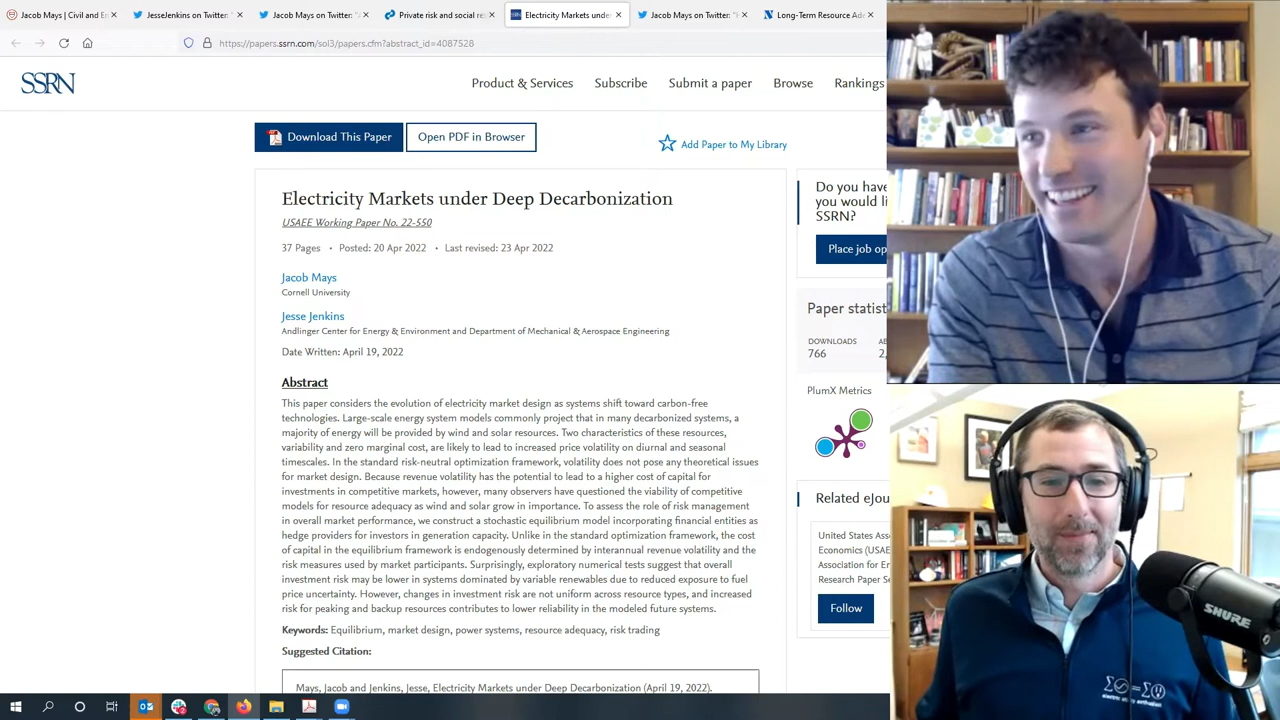 Jacob Mays | Civil and En
JesseJenkins on Twitter: "
Jacob Mays on Twitter: "A
Private risk and social re
Electricity Markets unde
Jacob Mays on Twitter: "H
Long-Term Resource Ade
https://papers.ssrn.com/sol3/papers.cfm?abstract_id=4087528
SSRN
Product & Services
Subscribe
Submit a paper
Browse
Rankings
Download This Paper
Open PDF in Browser
Add Paper to My Library
Electricity Markets under Deep Decarbonization
USAEE Working Paper No. 22-550
37 Pages • Posted: 20 Apr 2022 • Last revised: 23 Apr 2022
Jacob Mays
Cornell University
Jesse Jenkins
Andlinger Center for Energy & Environment and Department of Mechanical & Aerospace Engineering
Date Written: April 19, 2022
Abstract
This paper considers the evolution of electricity market design as systems shift toward carbon-free
technologies. Large-scale energy system models commonly project that in many decarbonized systems, a
majority of energy will be provided by wind and solar resources. Two characteristics of these resources,
variability and zero marginal cost, are likely to lead to increased price volatility on diurnal and seasonal
timescales. In the standard risk-neutral optimization framework, volatility does not pose any theoretical issues
for market design. Because revenue volatility has the potential to lead to a higher cost of capital for
investments in competitive markets, however, many observers have questioned the viability of competitive
models for resource adequacy as wind and solar grow in importance. To assess the role of risk management
in overall market performance, we construct a stochastic equilibrium model incorporating financial entities as
hedge providers for investors in generation capacity. Unlike in the standard optimization framework, the cost
of capital in the equilibrium framework is endogenously determined by interannual revenue volatility and the
risk measures used by market participants. Surprisingly, exploratory numerical tests suggest that overall
investment risk may be lower in systems dominated by variable renewables due to reduced exposure to fuel
price uncertainty. However, changes in investment risk are not uniform across resource types, and increased
risk for peaking and backup resources contributes to lower reliability in the modeled future systems.
Keywords: Equilibrium, market design, power systems, resource adequacy, risk trading
Suggested Citation:
Mays, Jacob and Jenkins, Jesse, Electricity Markets under Deep Decarbonization (April 19, 2022).
Do you have
you would li
SSRN?
Place job op
Paper statist
DOWNLOADS
766
PlumX Metrics
Related eJou
United States Ass
Economics (USAE
Association for En
Research Paper Se
Follow
SHURE